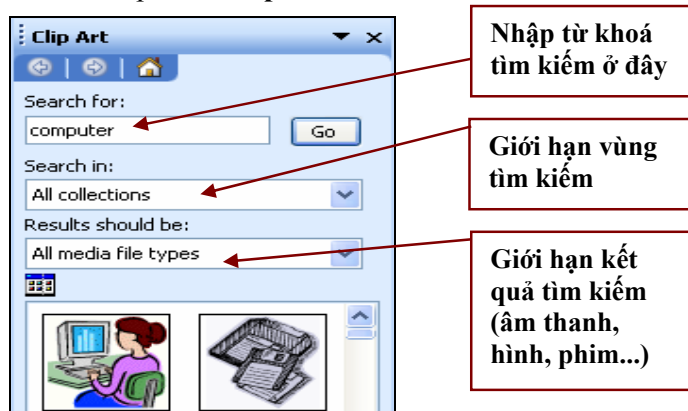 Clip Art
Search for:
computer
Go
Search in:
All collections
Results should be:
All media file types
Nhập từ khoá
tìm kiếm ở đây
Giới hạn vùng
tìm kiếm
Giới hạn kết
quả tìm kiếm
(âm thanh,
hình, phim...)